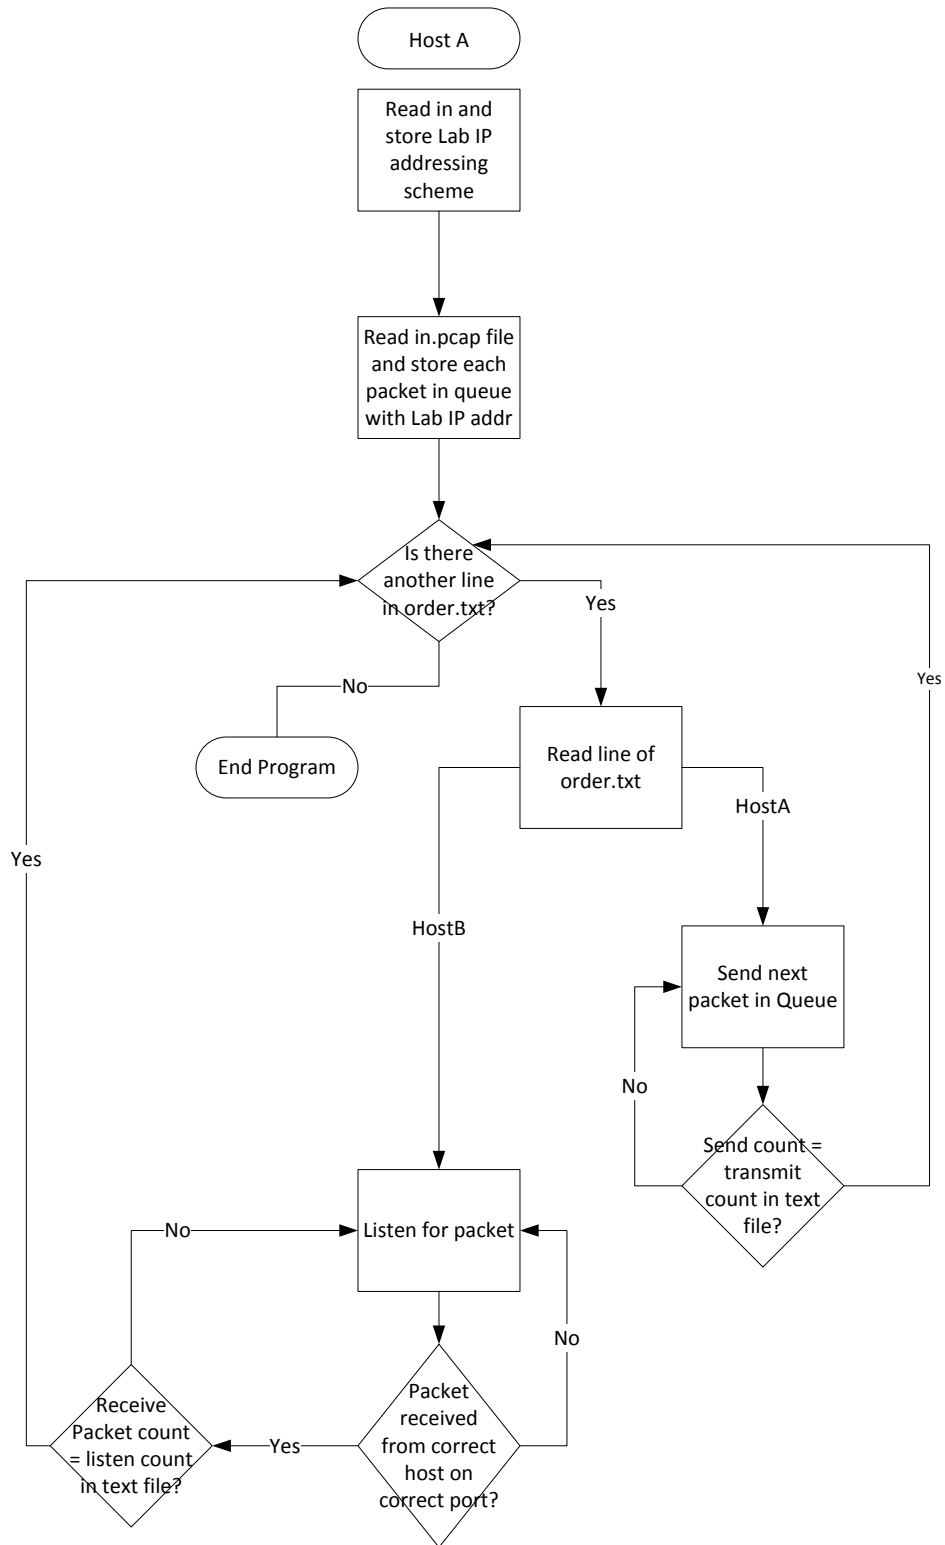 Host A
Read in and
store Lab IP
addressing
scheme
Read in.pcap file
and store each
packet in queue
with Lab IP addr
Is there
another line
in order.txt?
Yes
Yes
No
End Program
Read line of
order.txt
HostA
Yes
HostB
Send next
packet in Queue
No
Send count =
transmit
count in text
file?
Listen for packet
No
No
Receive
Packet count
= listen count
in text file?
Yes
Packet
received
from correct
host on
correct port?